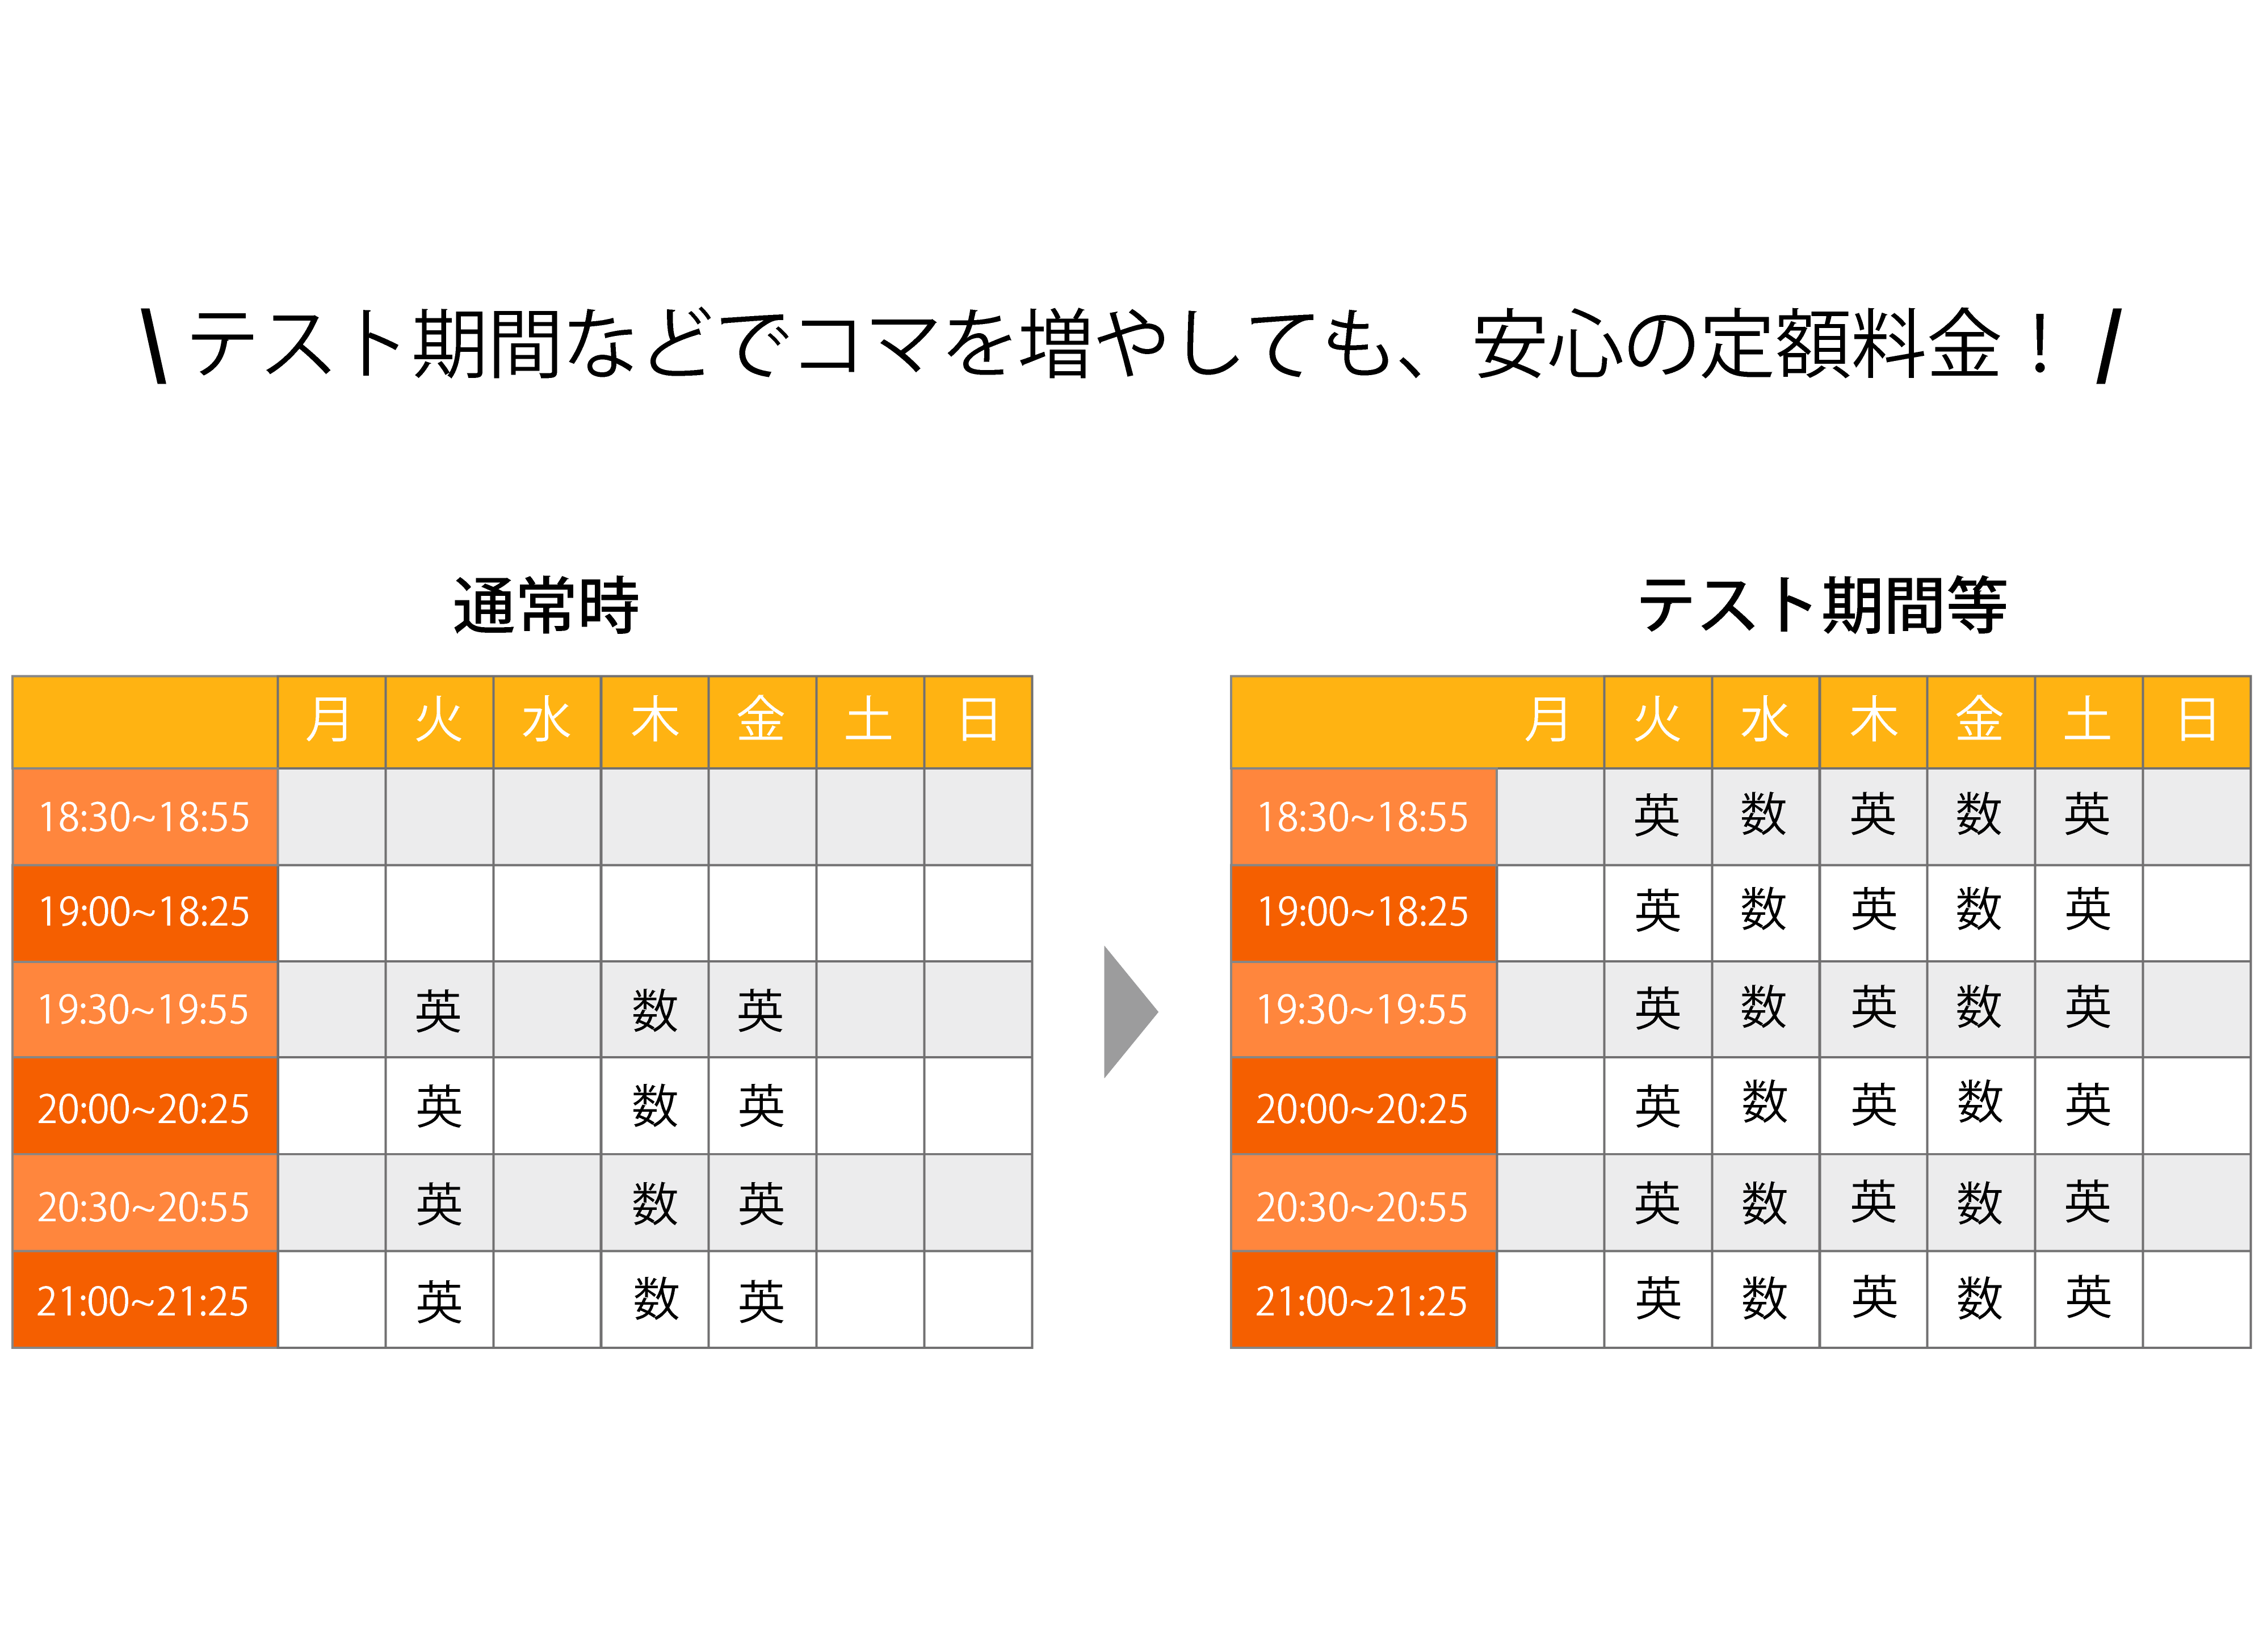 \ テスト期間などでコマを増やしても、安心の定額料金！ /
通常時
月 火 水 木 金 土 日
18:30~18:55
19:00~18:25
19:30~19:55 英 数 英
20:00~20:25 英 数 英
20:30~20:55 英 数 英
21:00~21:25 英 数 英
テスト期間等
月 火 水 木 金 土 日
18:30~18:55 英 数 英 数 英
19:00~18:25 英 数 英 数 英
19:30~19:55 英 数 英 数 英
20:00~20:25 英 数 英 数 英
20:30~20:55 英 数 英 数 英
21:00~21:25 英 数 英 数 英